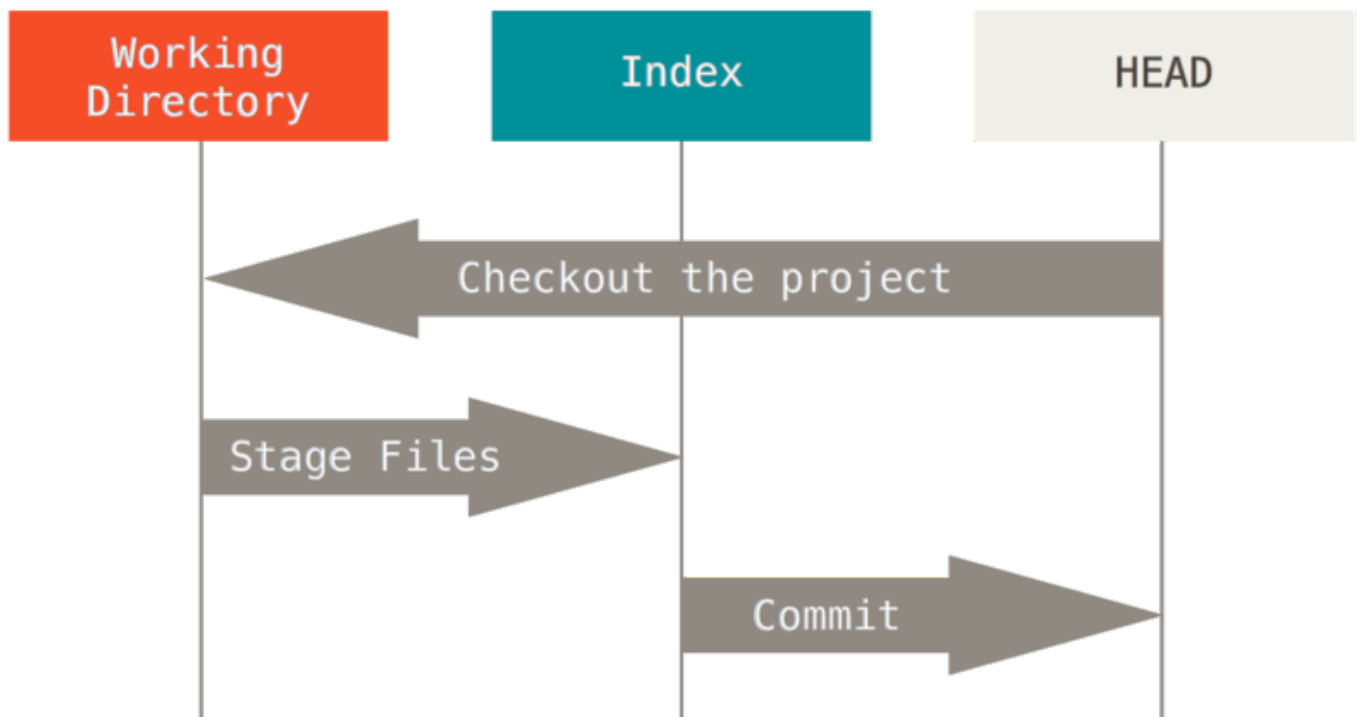 Working
Directory
Index
HEAD
Checkout the project
Stage Files
Commit